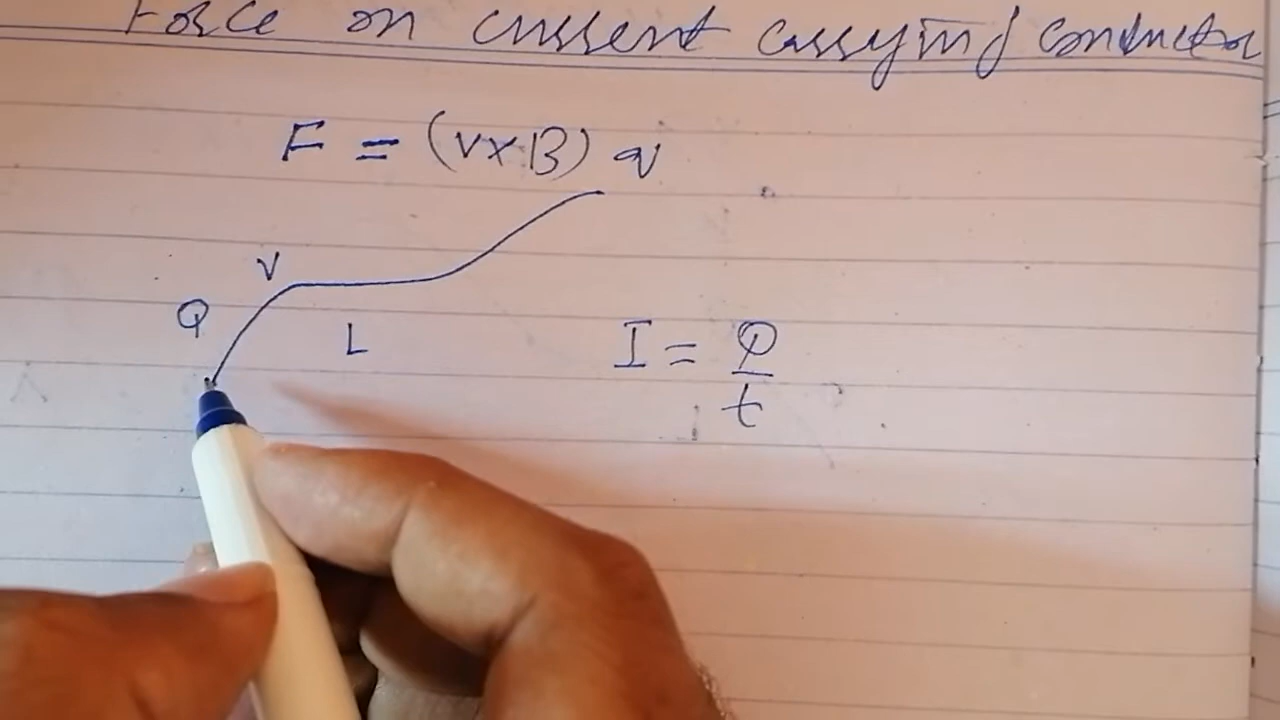 Force on current carrying conductor
F = (V×B) q
V
Q
L
I = Q/t